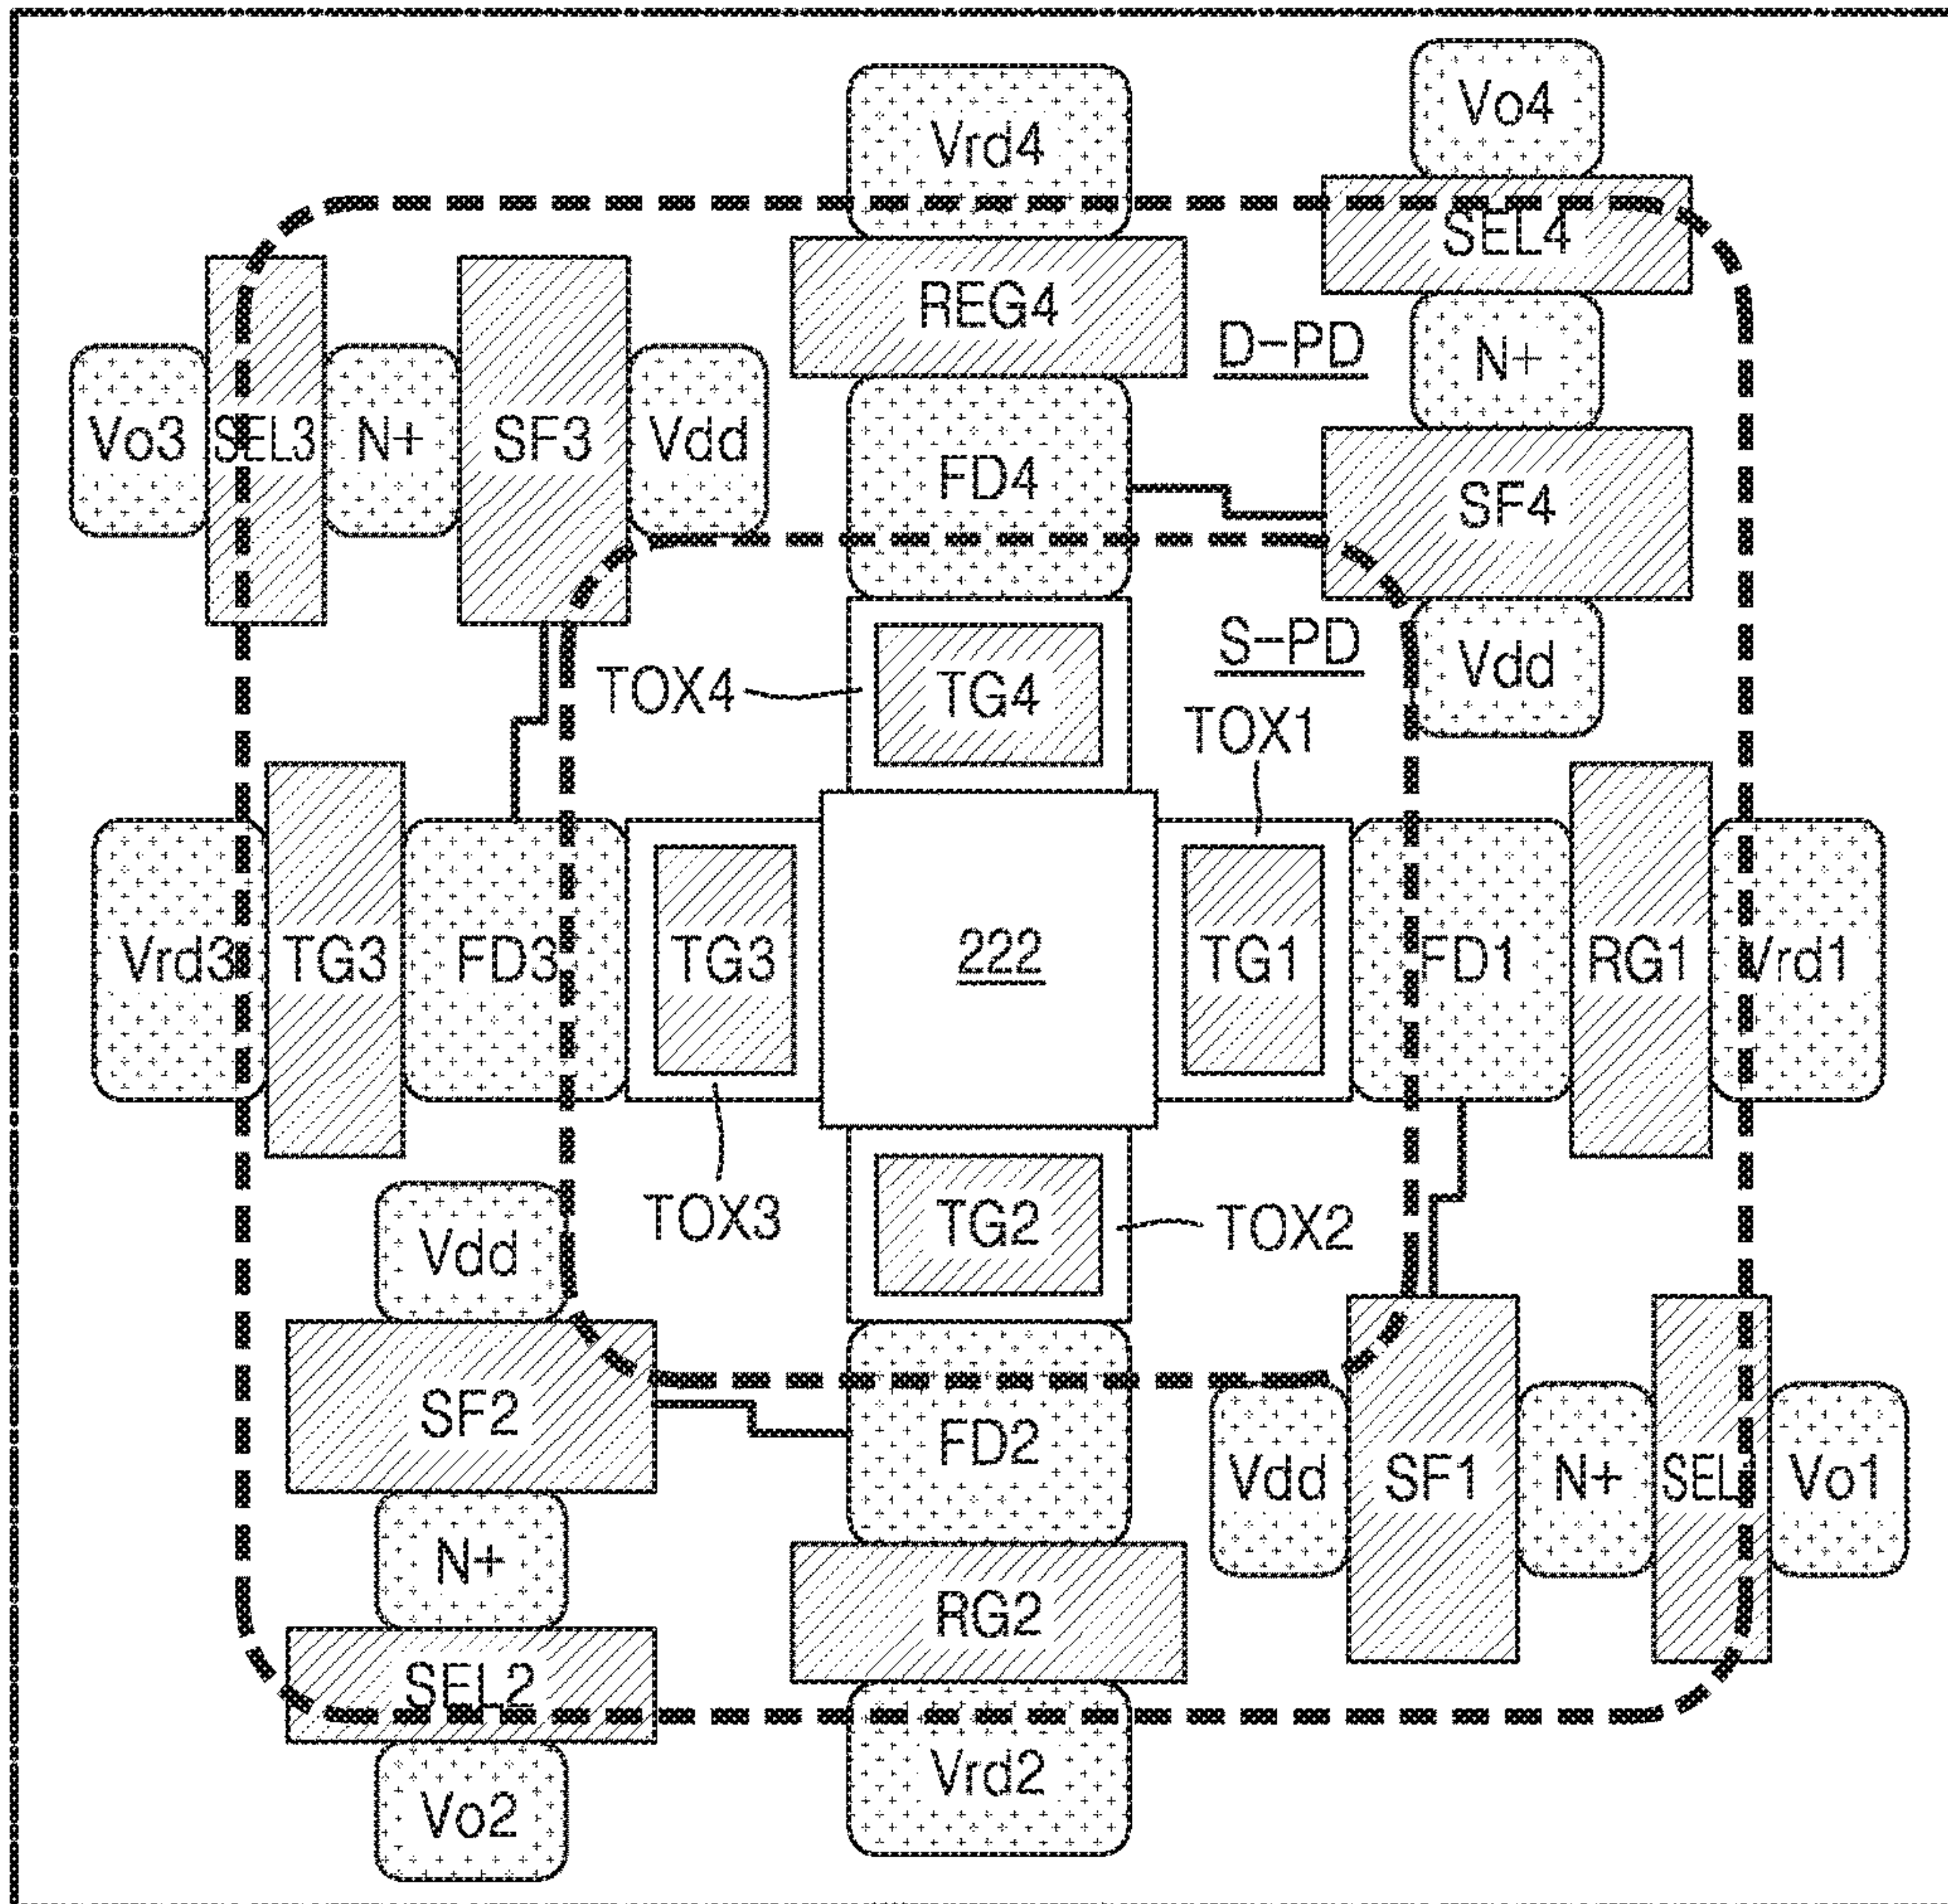 Vo4
Vrd4
SEL4
REG4
D-PD
N+
Vo3
SEL3
N+
SF3
Vdd
FD4
SF4
S-PD
Vdd
TOX4
TG4
TOX1
Vrd3
TG3
FD3
TG3
222
TG1
FD1
RG1
Vrd1
TOX3
TG2
TOX2
Vdd
SF2
FD2
Vdd
SF1
N+
SEL
Vo1
N+
RG2
SEL2
Vrd2
Vo2